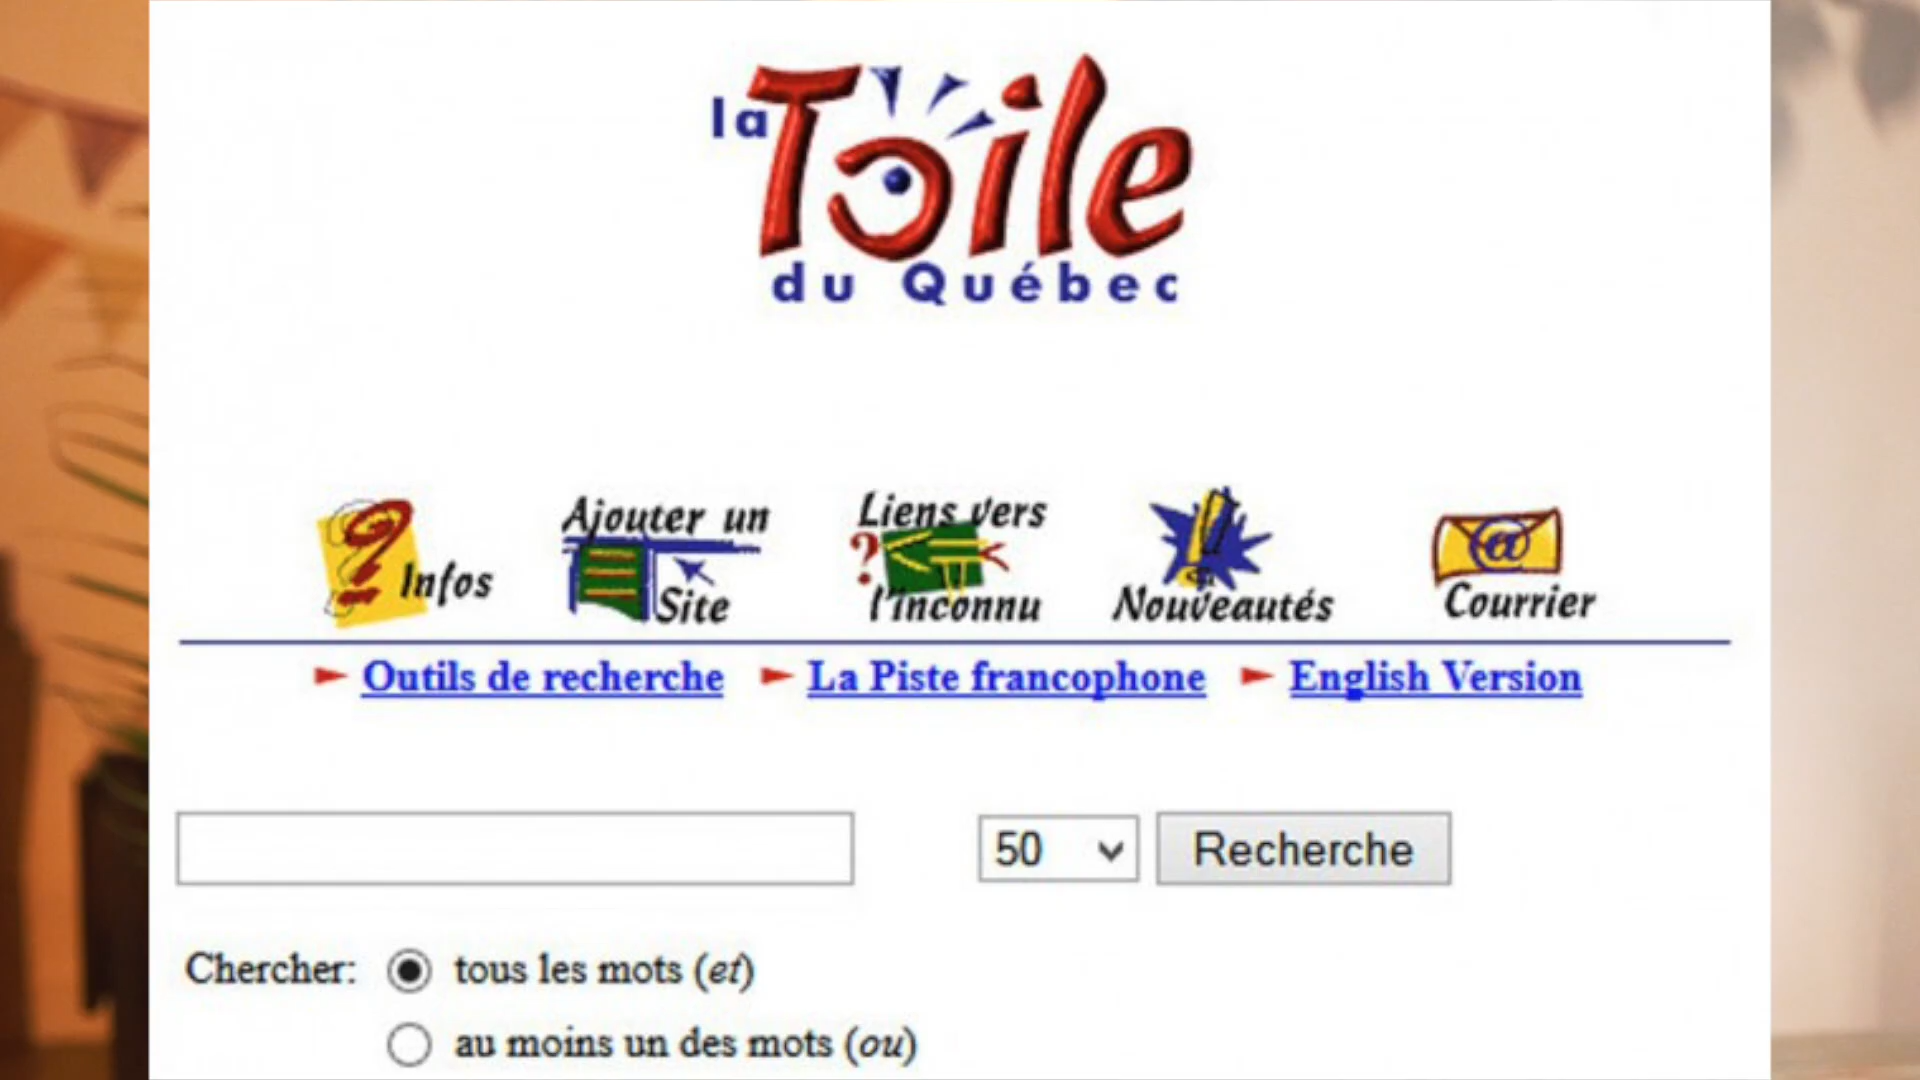 la Toile
du Québec
Infos
Ajouter un Site
Liens vers l'inconnu
Nouveautés
Courrier
Outils de recherche La Piste francophone English Version
50 Recherche
Chercher: tous les mots (et)
au moins un des mots (ou)